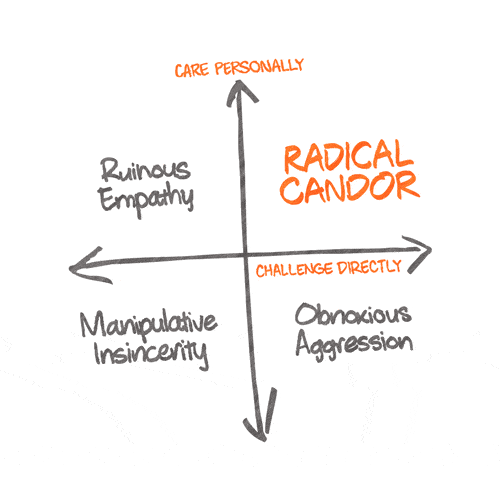 CARE PERSONALLY
Ruinous
Empathy
RADICAL
CANDOR
CHALLENGE DIRECTLY
Manipulative
Insincerity
Obnoxious
Aggression